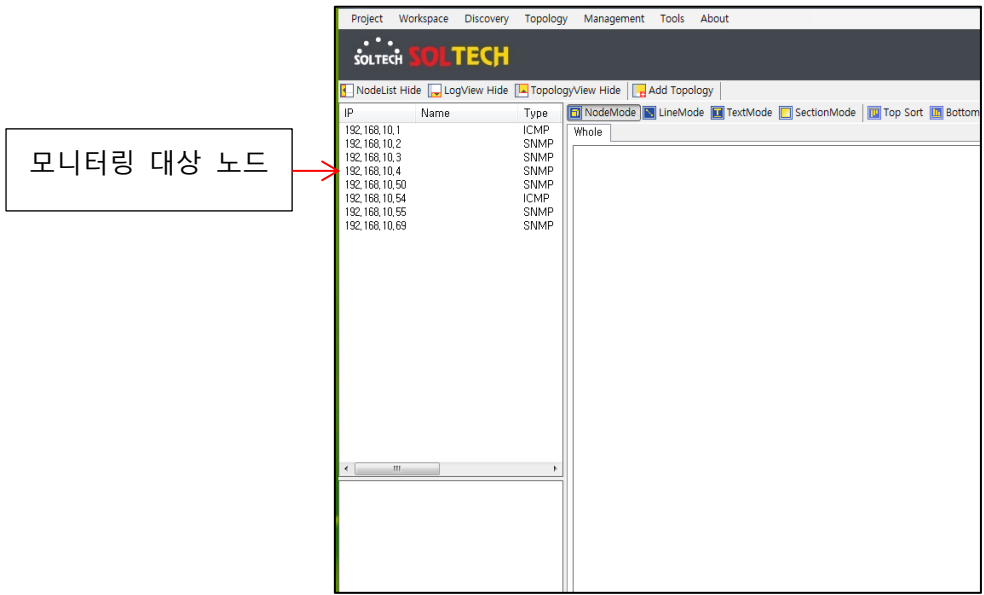 Project Workspace Discovery Topology Management Tools About
SOLTECH SOLTECH
NodeList Hide LogView Hide TopologyView Hide Add Topology
IP Name Type
NodeMode LineMode TextMode SectionMode Top Sort Bottom
Whole
모니터링 대상 노드
192,168,10,1 ICMP
192,168,10,2 SNMP
192,168,10,3 SNMP
192,168,10,4 SNMP
192,168,10,50 SNMP
192,168,10,54 ICMP
192,168,10,55 SNMP
192,168,10,69 SNMP